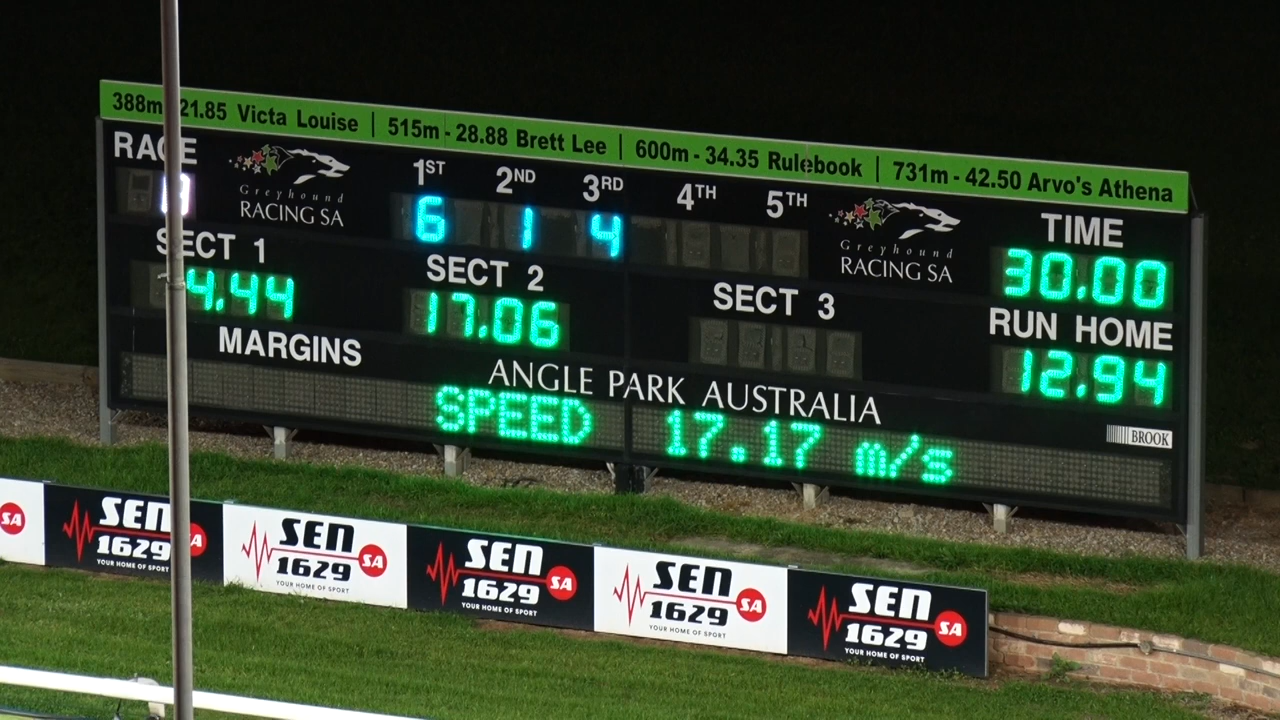 388m 21.85 Victa Louise | 515m - 28.88 Brett Lee | 600m - 34.35 Rulebook | 731m - 42.50 Arvo's Athena
RACE
Greyhound
RACING SA
1ST 2ND 3RD 4TH 5TH
6 1 4
Greyhound
RACING SA
TIME
30.00
SECT 1
4.44
SECT 2
17.06
SECT 3
RUN HOME
12.94
MARGINS
ANGLE PARK AUSTRALIA
SPEED 17.17 m/s
BROOK
SA
SEN
1629
SA
SEN
1629
SA
YOUR HOME OF SPORT
SEN
1629
SA
YOUR HOME OF SPORT
SEN
1629
SA
YOUR HOME OF SPORT
SEN
1629
SA
YOUR HOME OF SPORT